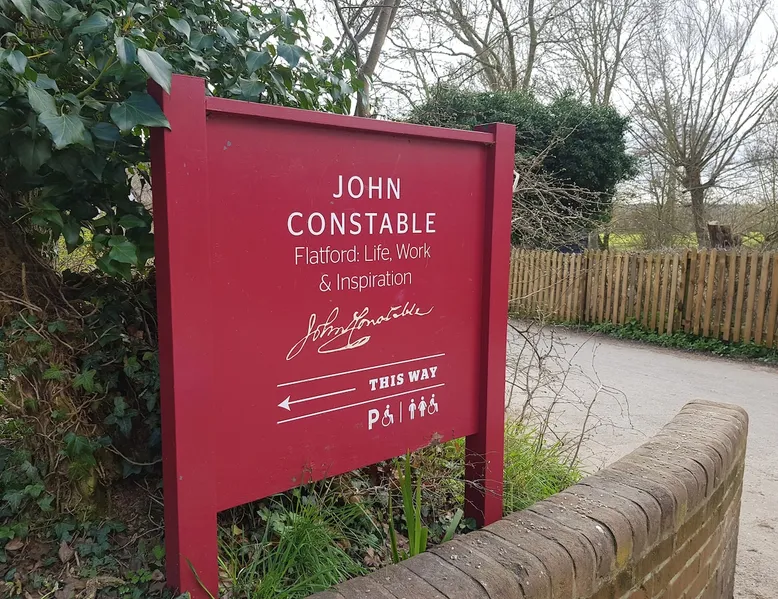 JOHN
CONSTABLE
Flatford: Life, Work
& Inspiration
John Constable
THIS WAY
P